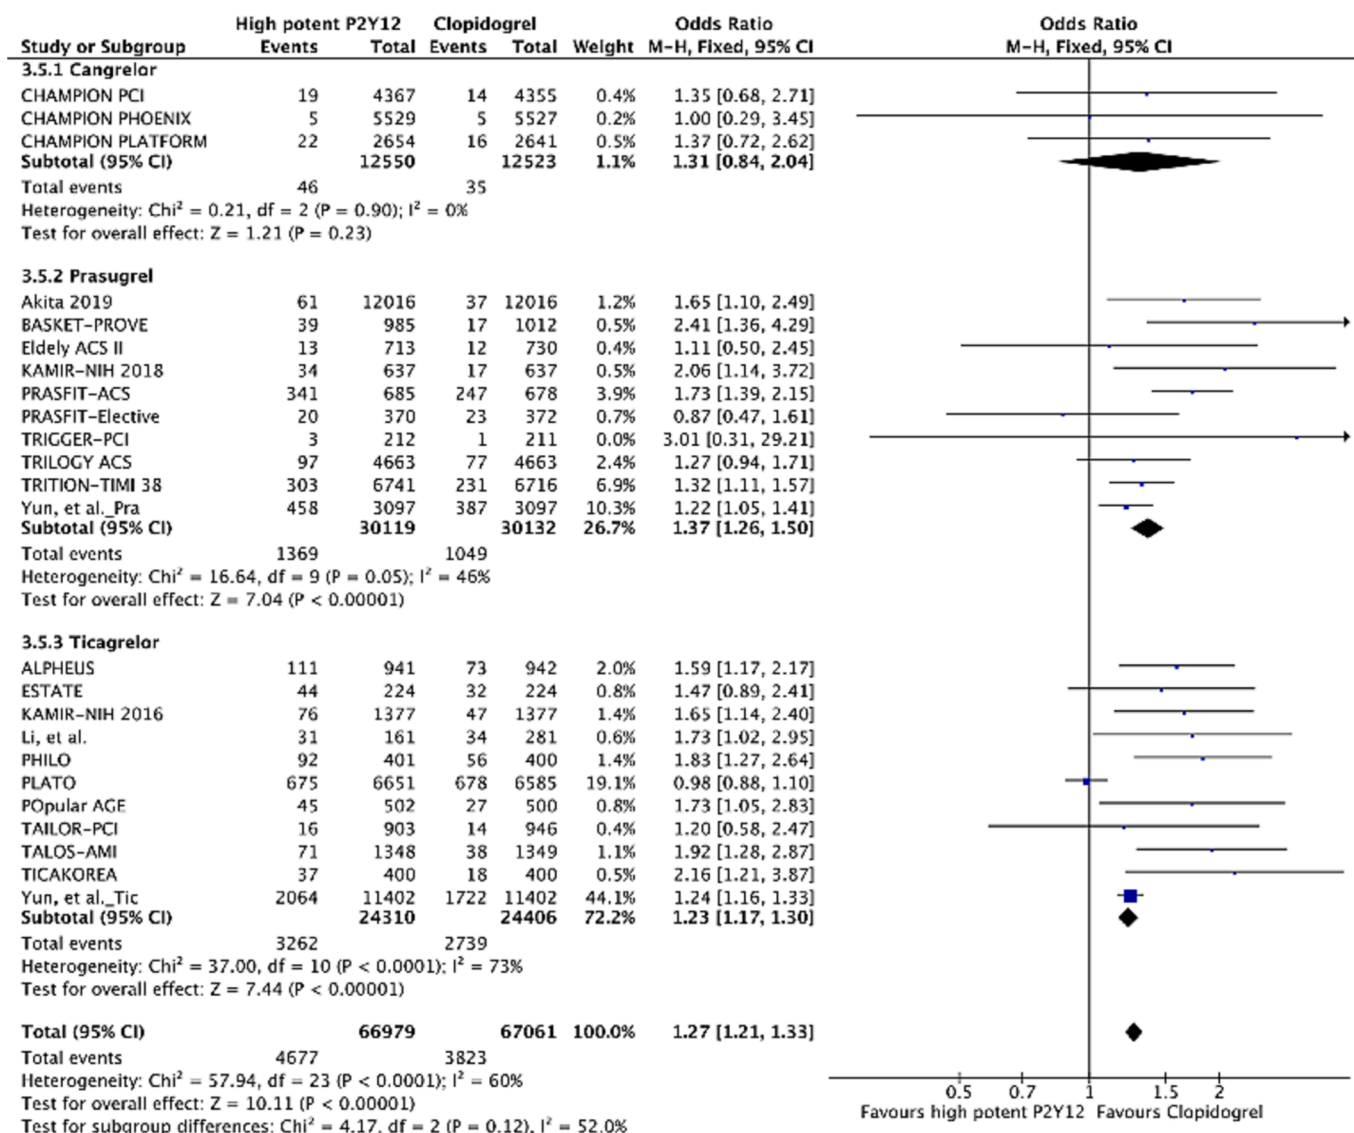 High potent P2Y12 Clopidogrel Odds Ratio Odds Ratio
Study or Subgroup Events Total Events Total Weight M-H, Fixed, 95% CI M-H, Fixed, 95% CI
3.5.1 Cangrelor
CHAMPION PCI 19 4367 14 4355 0.4% 1.35 [0.68, 2.71]
CHAMPION PHOENIX 5 5529 5 5527 0.2% 1.00 [0.29, 3.45]
CHAMPION PLATFORM 22 2654 16 2641 0.5% 1.37 [0.72, 2.62]
Subtotal (95% CI) 12550 12523 1.1% 1.31 [0.84, 2.04]
Total events 46 35
Heterogeneity: Chi² = 0.21, df = 2 (P = 0.90); I² = 0%
Test for overall effect: Z = 1.21 (P = 0.23)
3.5.2 Prasugrel
Akita 2019 61 12016 37 12016 1.2% 1.65 [1.10, 2.49]
BASKET-PROVE 39 985 17 1012 0.5% 2.41 [1.36, 4.29]
Eldely ACS II 13 713 12 730 0.4% 1.11 [0.50, 2.45]
KAMIR-NIH 2018 34 637 17 637 0.5% 2.06 [1.14, 3.72]
PRASFIT-ACS 341 685 247 678 3.9% 1.73 [1.39, 2.15]
PRASFIT-Elective 20 370 23 372 0.7% 0.87 [0.47, 1.61]
TRIGGER-PCI 3 212 1 211 0.0% 3.01 [0.31, 29.21]
TRILOGY ACS 97 4663 77 4663 2.4% 1.27 [0.94, 1.71]
TRITION-TIMI 38 303 6741 231 6716 6.9% 1.32 [1.11, 1.57]
Yun, et al._Pra 458 3097 387 3097 10.3% 1.22 [1.05, 1.41]
Subtotal (95% CI) 30119 30132 26.7% 1.37 [1.26, 1.50]
Total events 1369 1049
Heterogeneity: Chi² = 16.64, df = 9 (P = 0.05); I² = 46%
Test for overall effect: Z = 7.04 (P < 0.00001)
3.5.3 Ticagrelor
ALPHEUS 111 941 73 942 2.0% 1.59 [1.17, 2.17]
ESTATE 44 224 32 224 0.8% 1.47 [0.89, 2.41]
KAMIR-NIH 2016 76 1377 47 1377 1.4% 1.65 [1.14, 2.40]
Li, et al. 31 161 34 281 0.6% 1.73 [1.02, 2.95]
PHILO 92 401 56 400 1.4% 1.83 [1.27, 2.64]
PLATO 675 6651 678 6585 19.1% 0.98 [0.88, 1.10]
POpular AGE 45 502 27 500 0.8% 1.73 [1.05, 2.83]
TAILOR-PCI 16 903 14 946 0.4% 1.20 [0.58, 2.47]
TALOS-AMI 71 1348 38 1349 1.1% 1.92 [1.28, 2.87]
TICAKOREA 37 400 18 400 0.5% 2.16 [1.21, 3.87]
Yun, et al._Tic 2064 11402 1722 11402 44.1% 1.24 [1.16, 1.33]
Subtotal (95% CI) 24310 24406 72.2% 1.23 [1.17, 1.30]
Total events 3262 2739
Heterogeneity: Chi² = 37.00, df = 10 (P < 0.0001); I² = 73%
Test for overall effect: Z = 7.44 (P < 0.00001)
Total (95% CI) 66979 67061 100.0% 1.27 [1.21, 1.33]
Total events 4677 3823
Heterogeneity: Chi² = 57.94, df = 23 (P < 0.0001); I² = 60%
Test for overall effect: Z = 10.11 (P < 0.00001)
Test for subgroup differences: Chi² = 4.17, df = 2 (P = 0.12), I² = 52.0%
0.5 0.7 1 1.5 2
Favours high potent P2Y12 Favours Clopidogrel